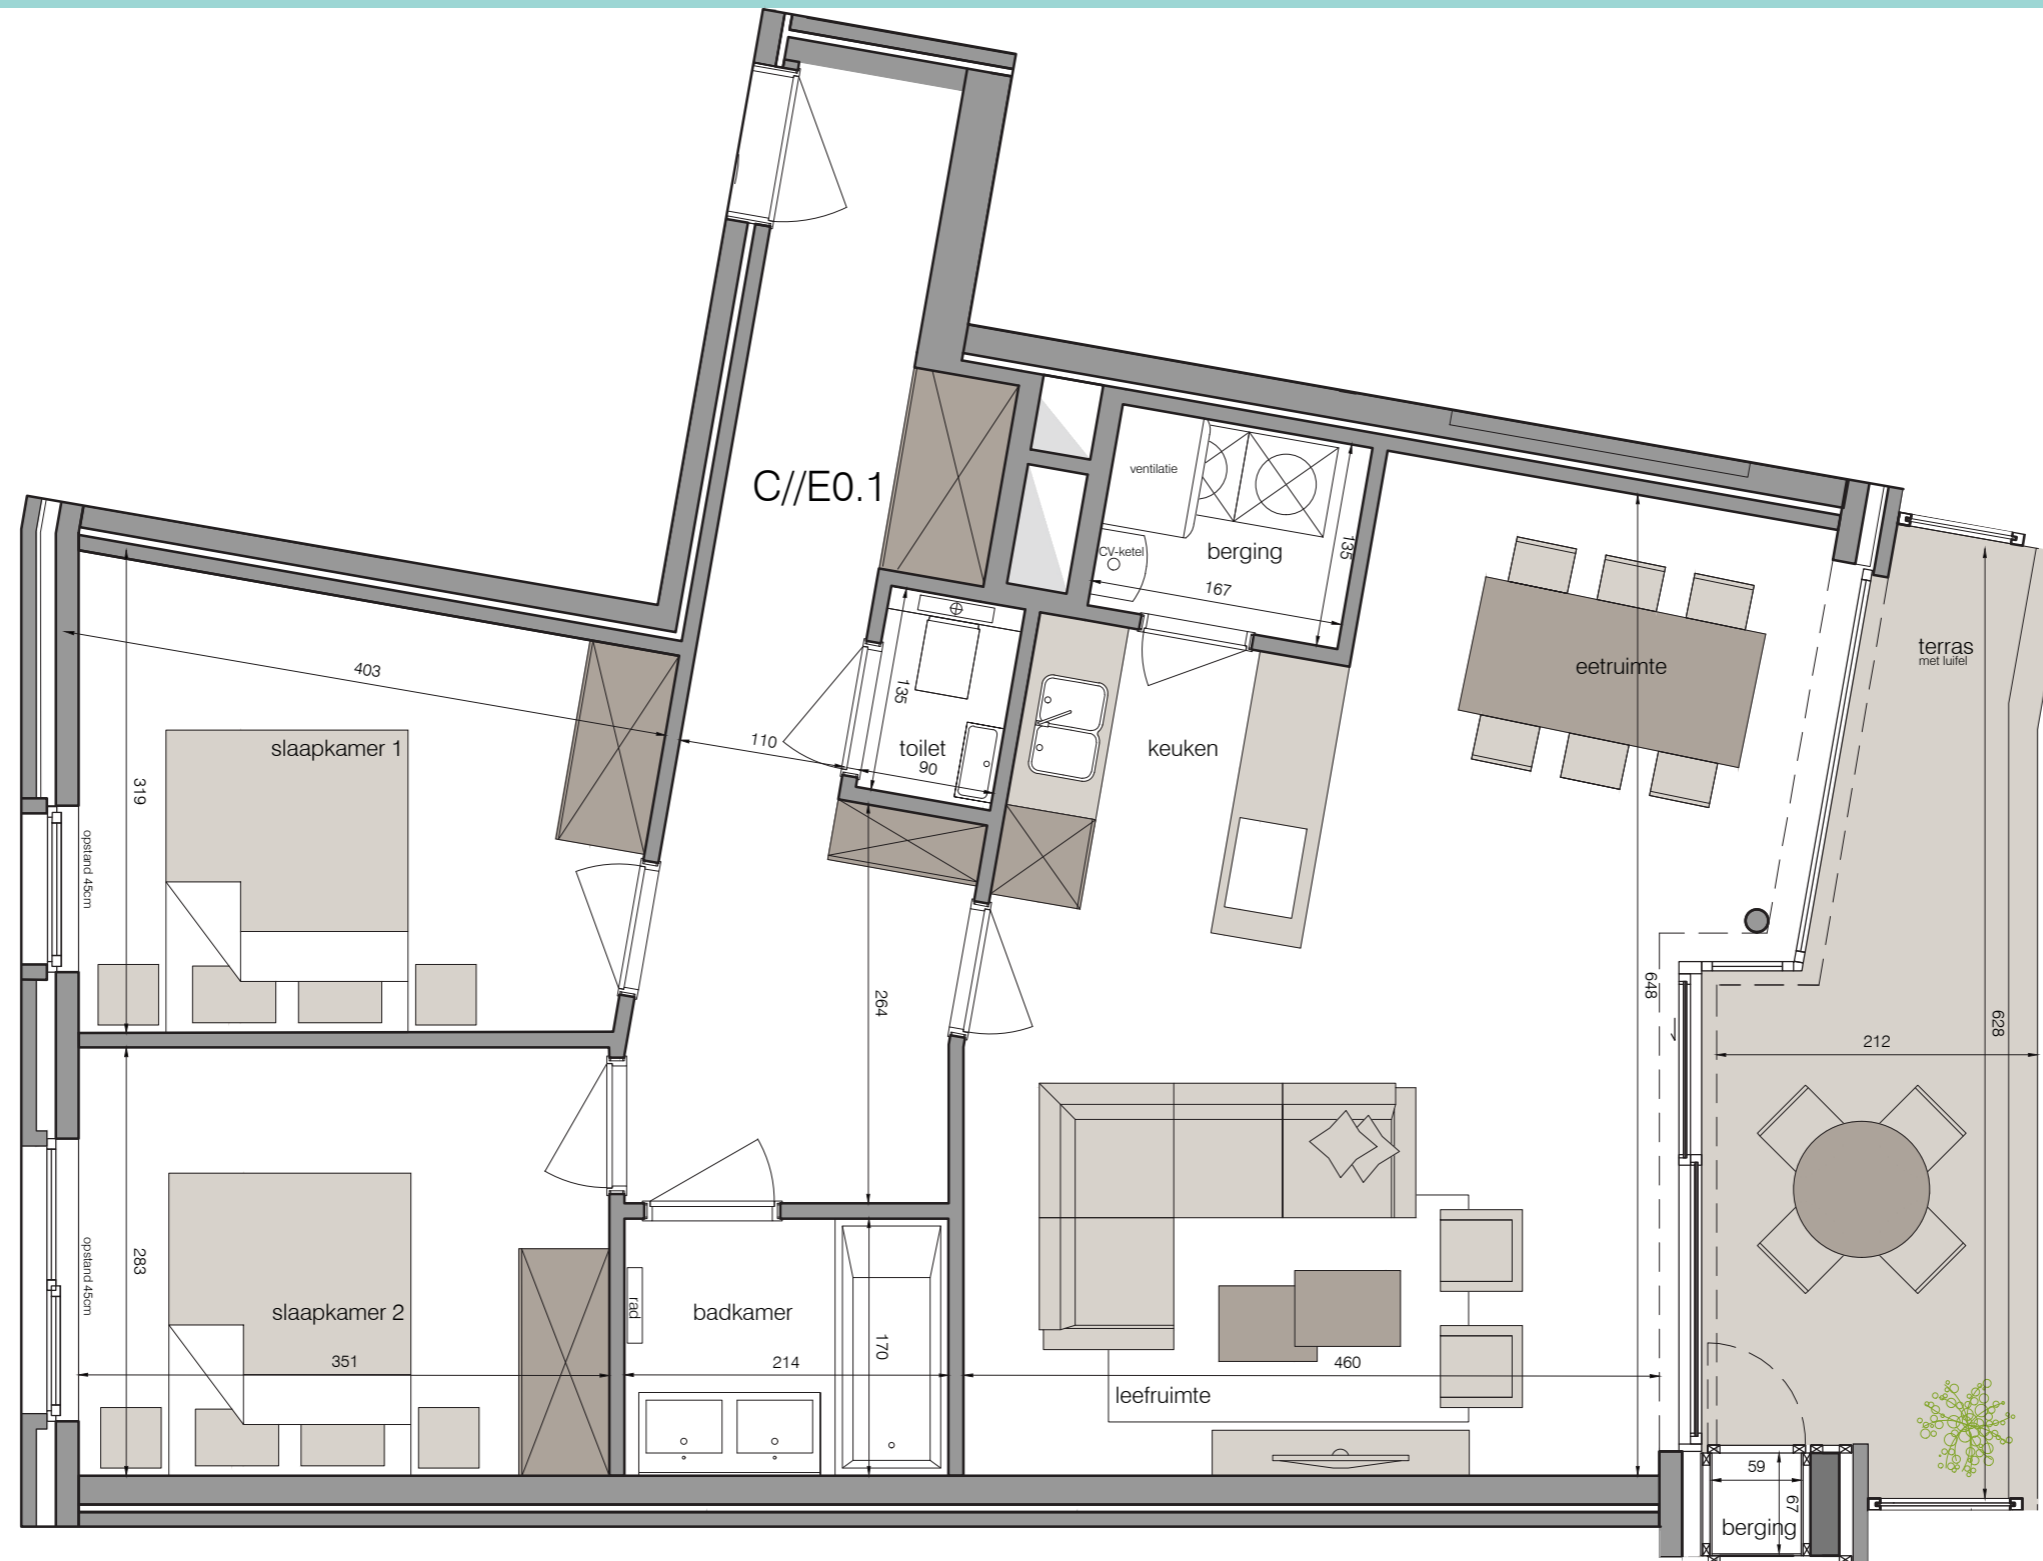 C//E0.1
ventilatie
CV-ketel
berging
135
167
eetruimte
terras
met luifel
403
slaapkamer 1
319
opstand 45cm
110
135
toilet
90
keuken
264
648
628
212
283
opstand 45cm
slaapkamer 2
351
rad
badkamer
214
170
460
leefruimte
59
67
berging